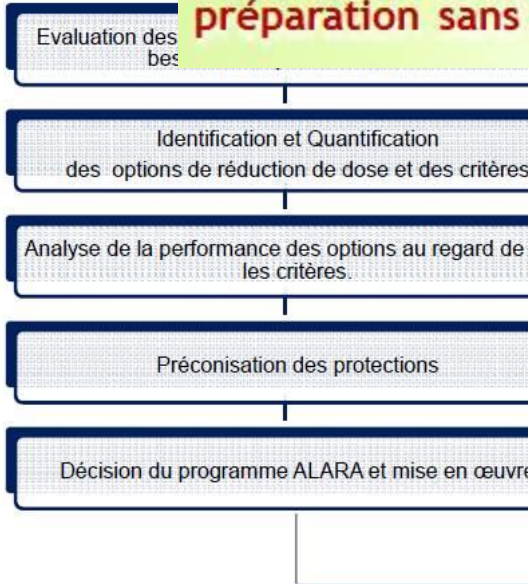 préparation sans
Evaluation des
bes
Identification et Quantification
des options de réduction de dose et des critères
Analyse de la performance des options au regard de
les critères.
Préconisation des protections
Décision du programme ALARA et mise en œuvre